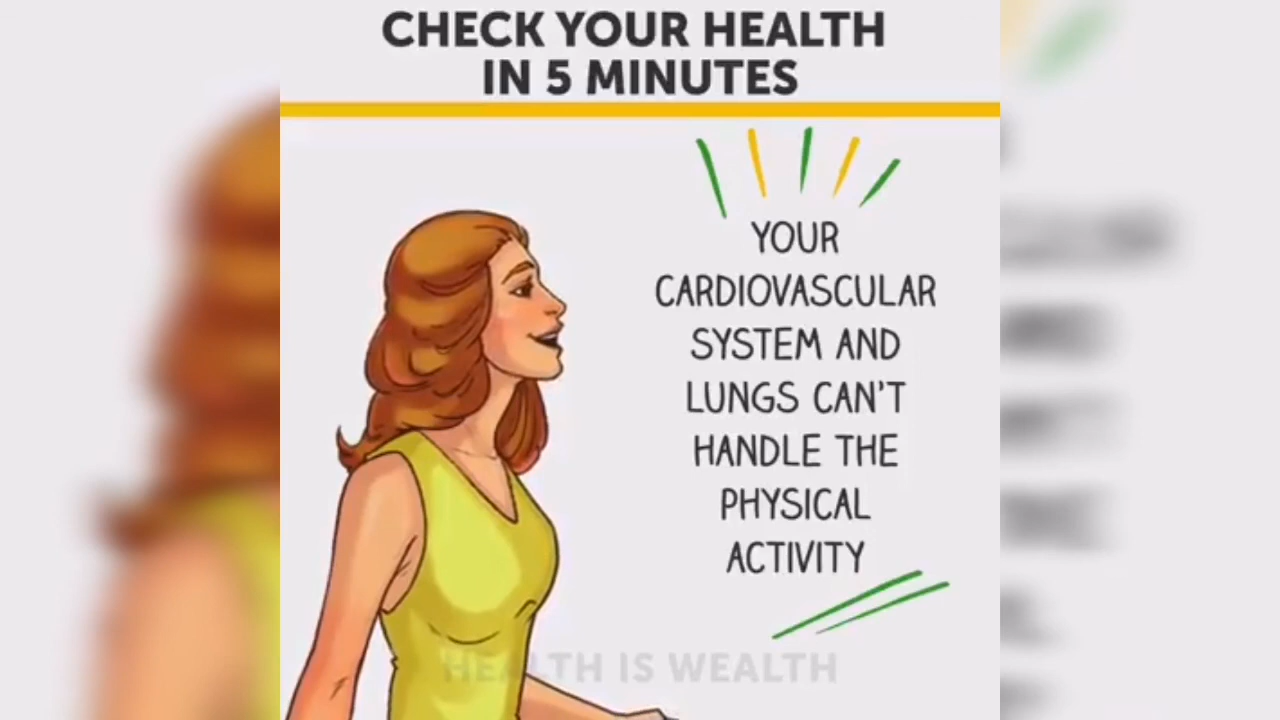 CHECK YOUR HEALTH
IN 5 MINUTES
YOUR
CARDIOVASCULAR
SYSTEM AND
LUNGS CAN'T
HANDLE THE
PHYSICAL
ACTIVITY
HEALTH IS WEALTH